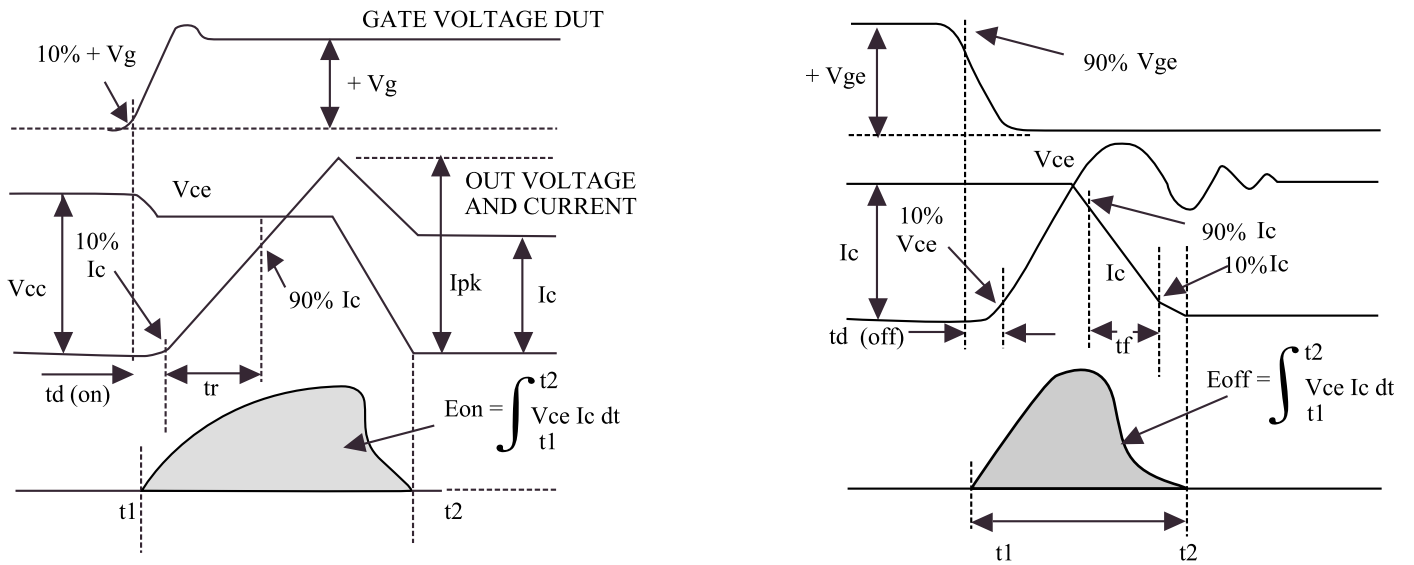 GATE VOLTAGE DUT
10% + Vg
+ Vg
Vce
OUT VOLTAGE
AND CURRENT
10%
Ic
Vcc
90% Ic
Ipk
Ic
td (on)
tr
Eon = ∫ t2
Vce Ic dt
t1
t1
t2
+ Vge
90% Vge
Vce
10%
Vce
90% Ic
Ic
Ic
10% Ic
td (off)
tf
Eoff = ∫ t2
Vce Ic dt
t1
t1
t2